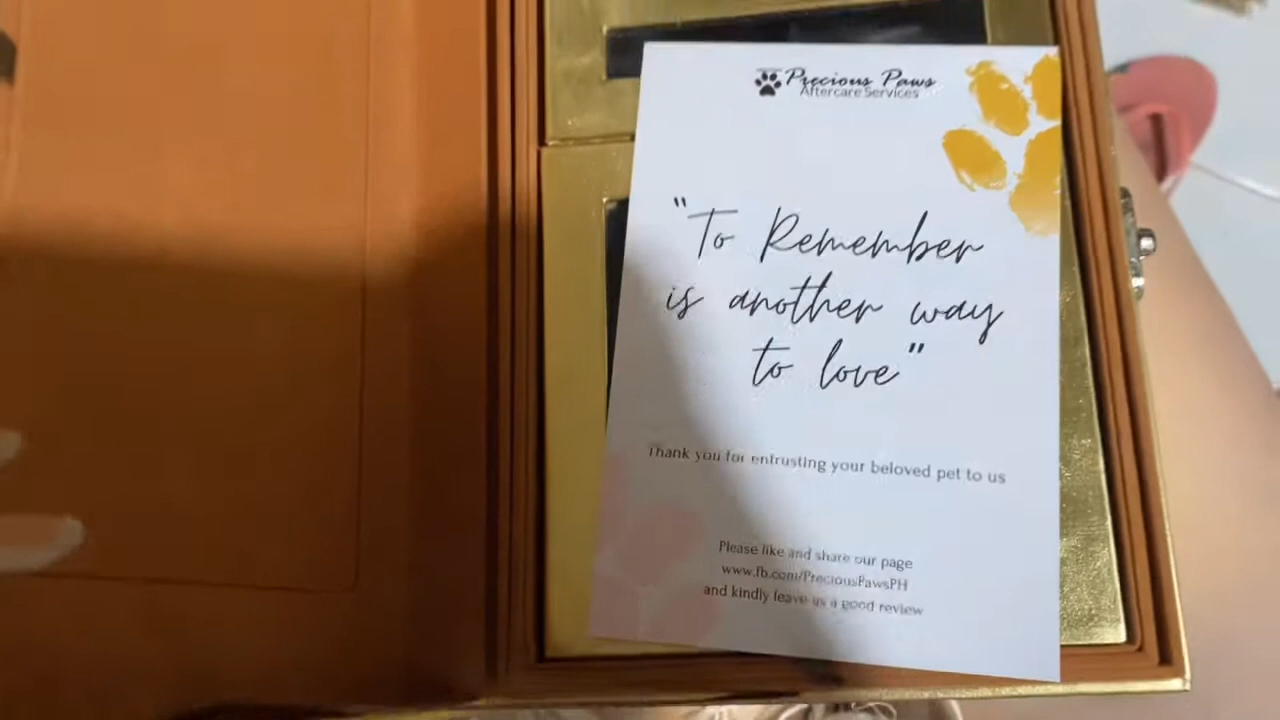 Precious Paws
Aftercare Services
"To Remember
is another way
to love"
Thank you for entrusting your beloved pet to us
Please like and share our page
www.fb.com/PreciousPawsPH
and kindly leave us a good review